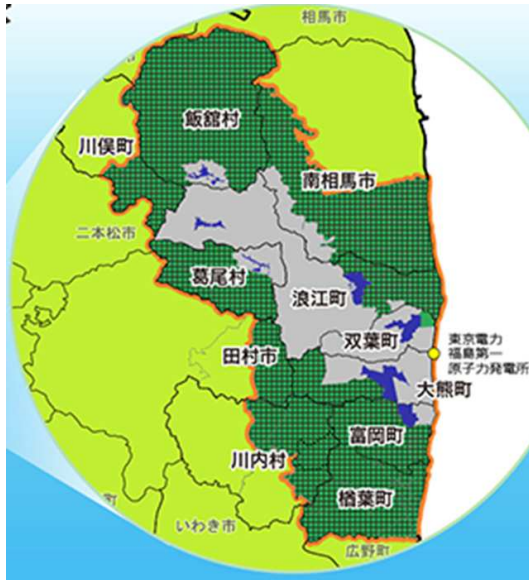 相馬市
飯舘村
川俣町
南相馬市
二本松市
葛尾村
浪江町
双葉町
東京電力
福島第一
原子力発電所
田村市
大熊町
富岡町
川内村
楢葉町
いわき市
広野町